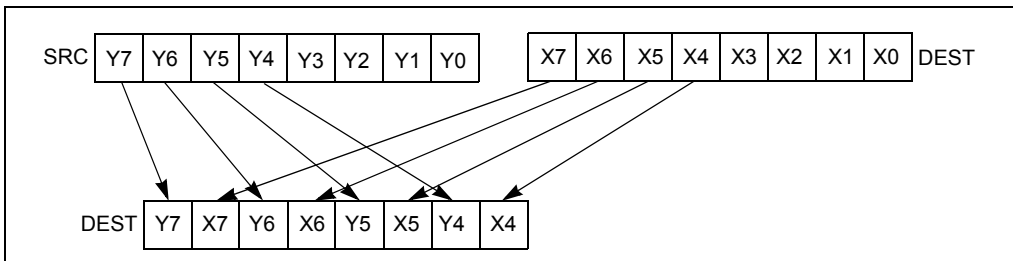 SRC Y7 Y6 Y5 Y4 Y3 Y2 Y1 Y0 X7 X6 X5 X4 X3 X2 X1 X0 DEST
DEST Y7 X7 Y6 X6 Y5 X5 Y4 X4